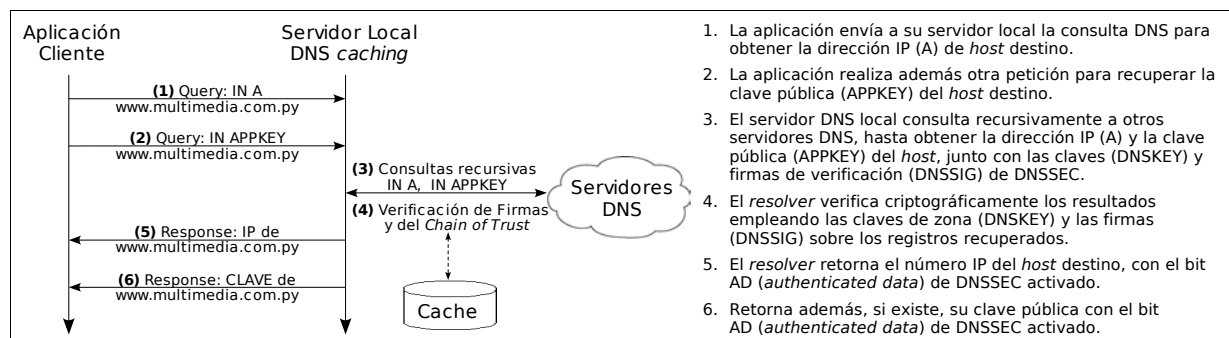 Aplicación
Cliente
Servidor Local
DNS caching
(1) Query: IN A
www.multimedia.com.py
(2) Query: IN APPKEY
www.multimedia.com.py
(3) Consultas recursivas
IN A, IN APPKEY
Servidores
DNS
(4) Verificación de Firmas
y del Chain of Trust
(5) Response: IP de
www.multimedia.com.py
(6) Response: CLAVE de
www.multimedia.com.py
Cache
1. La aplicación envía a su servidor local la consulta DNS para
obtener la dirección IP (A) de host destino.
2. La aplicación realiza además otra petición para recuperar la
clave pública (APPKEY) del host destino.
3. El servidor DNS local consulta recursivamente a otros
servidores DNS, hasta obtener la dirección IP (A) y la clave
pública (APPKEY) del host, junto con las claves (DNSKEY) y
firmas de verificación (DNSSIG) de DNSSEC.
4. El resolver verifica criptográficamente los resultados
empleando las claves de zona (DNSKEY) y las firmas
(DNSSIG) sobre los registros recuperados.
5. El resolver retorna el número IP del host destino, con el bit
AD (authenticated data) de DNSSEC activado.
6. Retorna además, si existe, su clave pública con el bit
AD (authenticated data) de DNSSEC activado.